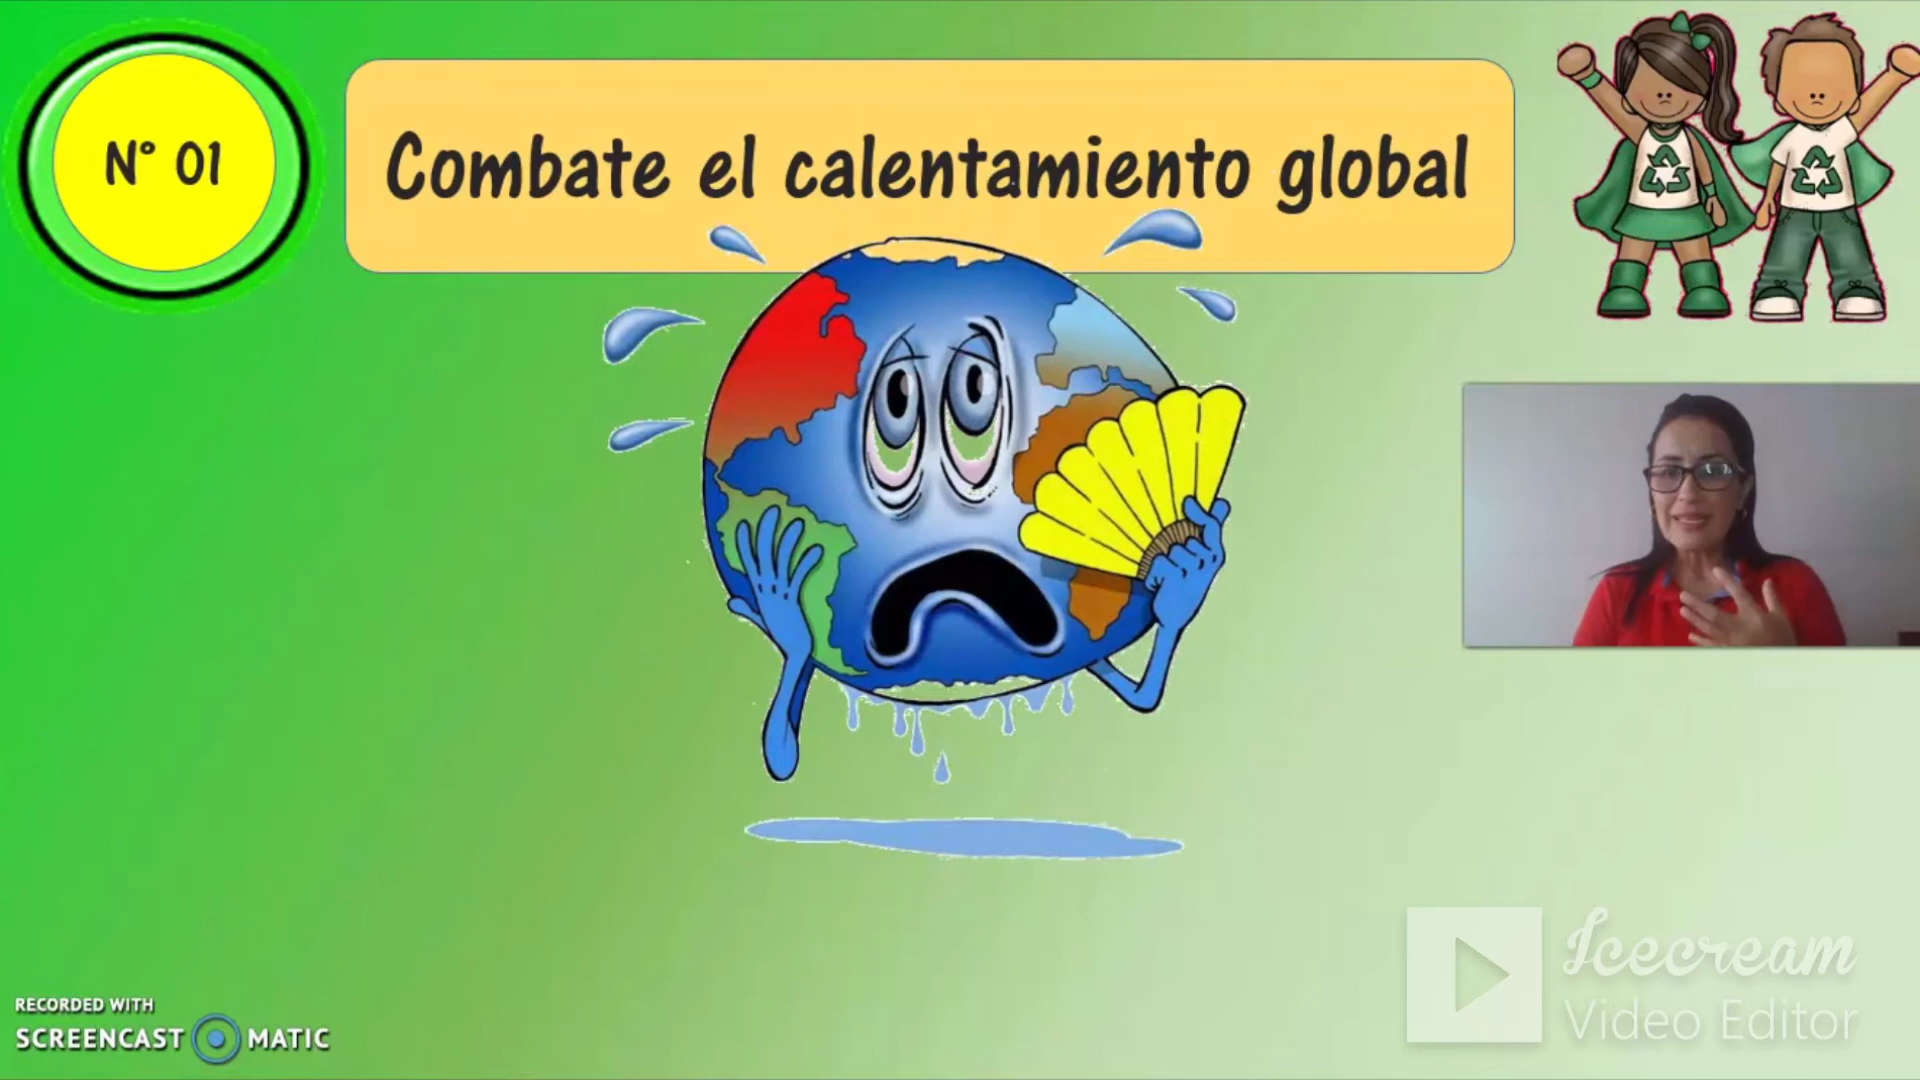 N° 01
Combate el calentamiento global
RECORDED WITH
SCREENCAST MATIC
Icecream
Video Editor